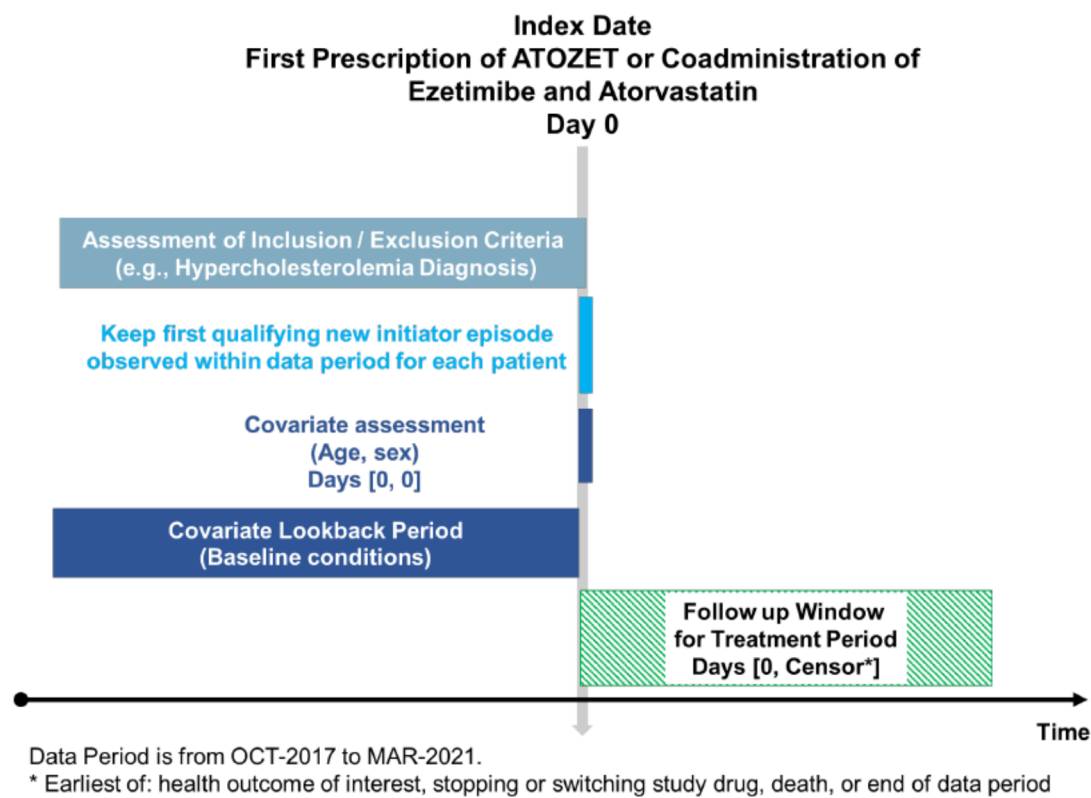 Index Date
First Prescription of ATOZET or Coadministration of
Ezetimibe and Atorvastatin
Day 0
Assessment of Inclusion / Exclusion Criteria
(e.g., Hypercholesterolemia Diagnosis)
Keep first qualifying new initiator episode
observed within data period for each patient
Covariate assessment
(Age, sex)
Days [0, 0]
Covariate Lookback Period
(Baseline conditions)
Follow up Window
for Treatment Period
Days [0, Censor*]
Time
Data Period is from OCT-2017 to MAR-2021.
* Earliest of: health outcome of interest, stopping or switching study drug, death, or end of data period